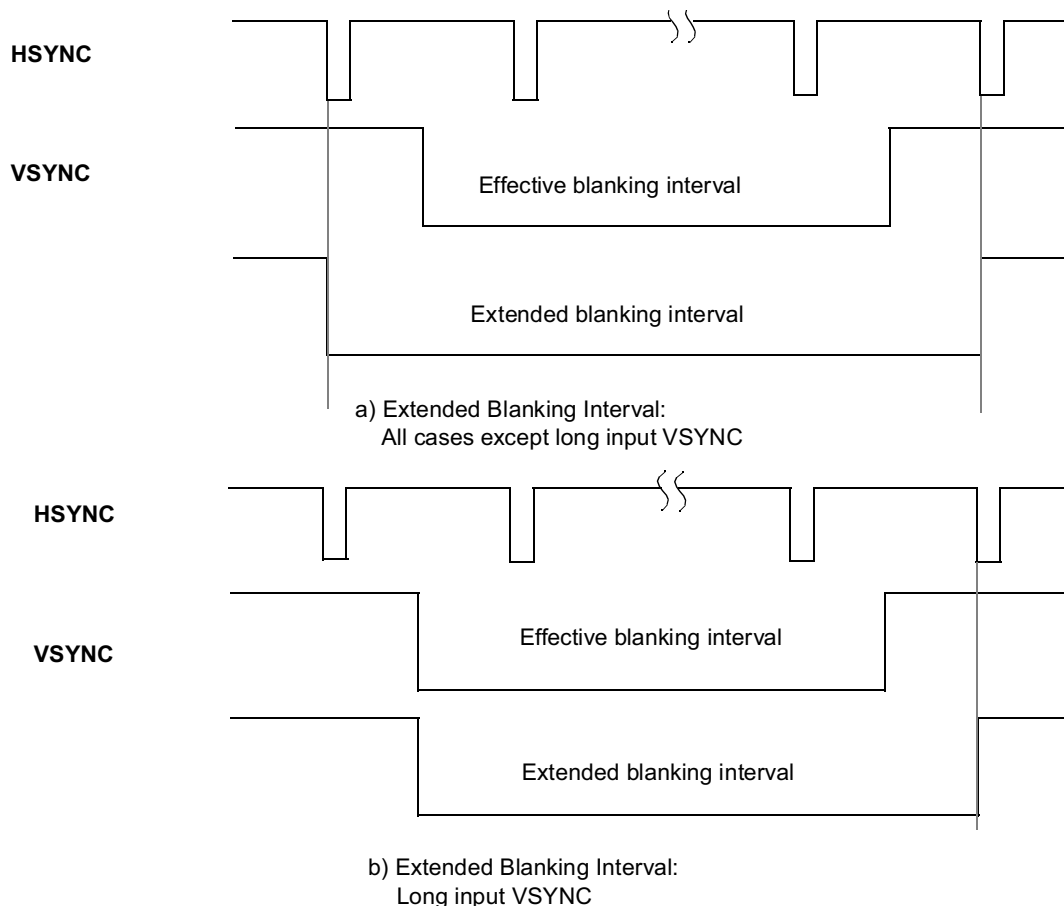 HSYNC
VSYNC
Effective blanking interval
Extended blanking interval
a) Extended Blanking Interval:
All cases except long input VSYNC
HSYNC
VSYNC
Effective blanking interval
Extended blanking interval
b) Extended Blanking Interval:
Long input VSYNC